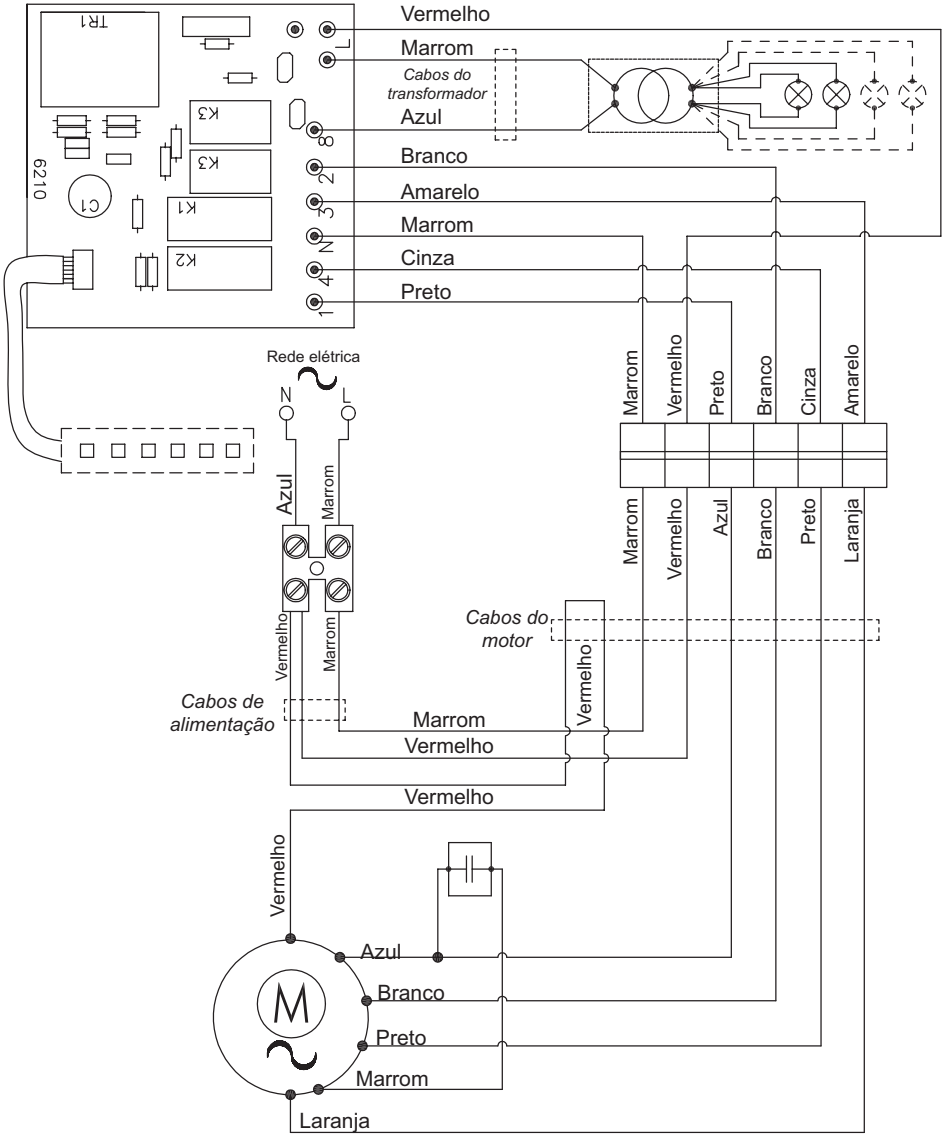 TR1
L
K3
K3
C1
K1
K2
6210
8
2
3
N
4
1
Vermelho
Marrom
Cabos do
transformador
Azul
Branco
Amarelo
Marrom
Cinza
Preto
Rede elétrica
N
L
Azul
Marrom
Vermelho
Marrom
Marrom
Vermelho
Preto
Branco
Cinza
Amarelo
Marrom
Vermelho
Azul
Branco
Preto
Laranja
Cabos do
motor
Vermelho
Cabos de
alimentação
Marrom
Vermelho
Vermelho
Vermelho
Azul
M
Branco
Preto
Marrom
Laranja